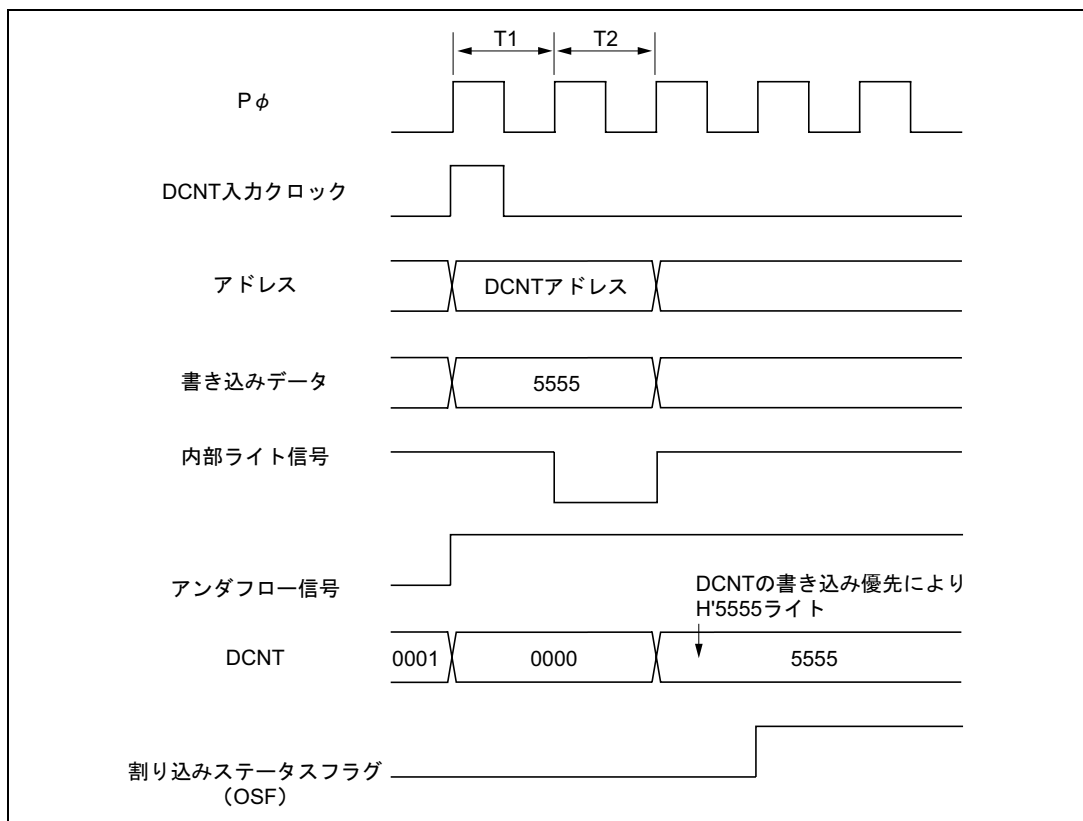 T1 T2
Pφ
DCNT入力クロック
アドレス DCNTアドレス
書き込みデータ 5555
内部ライト信号
アンダフロー信号
DCNTの書き込み優先により
H'5555ライト
DCNT 0001 0000 5555
割り込みステータスフラグ
(OSF)